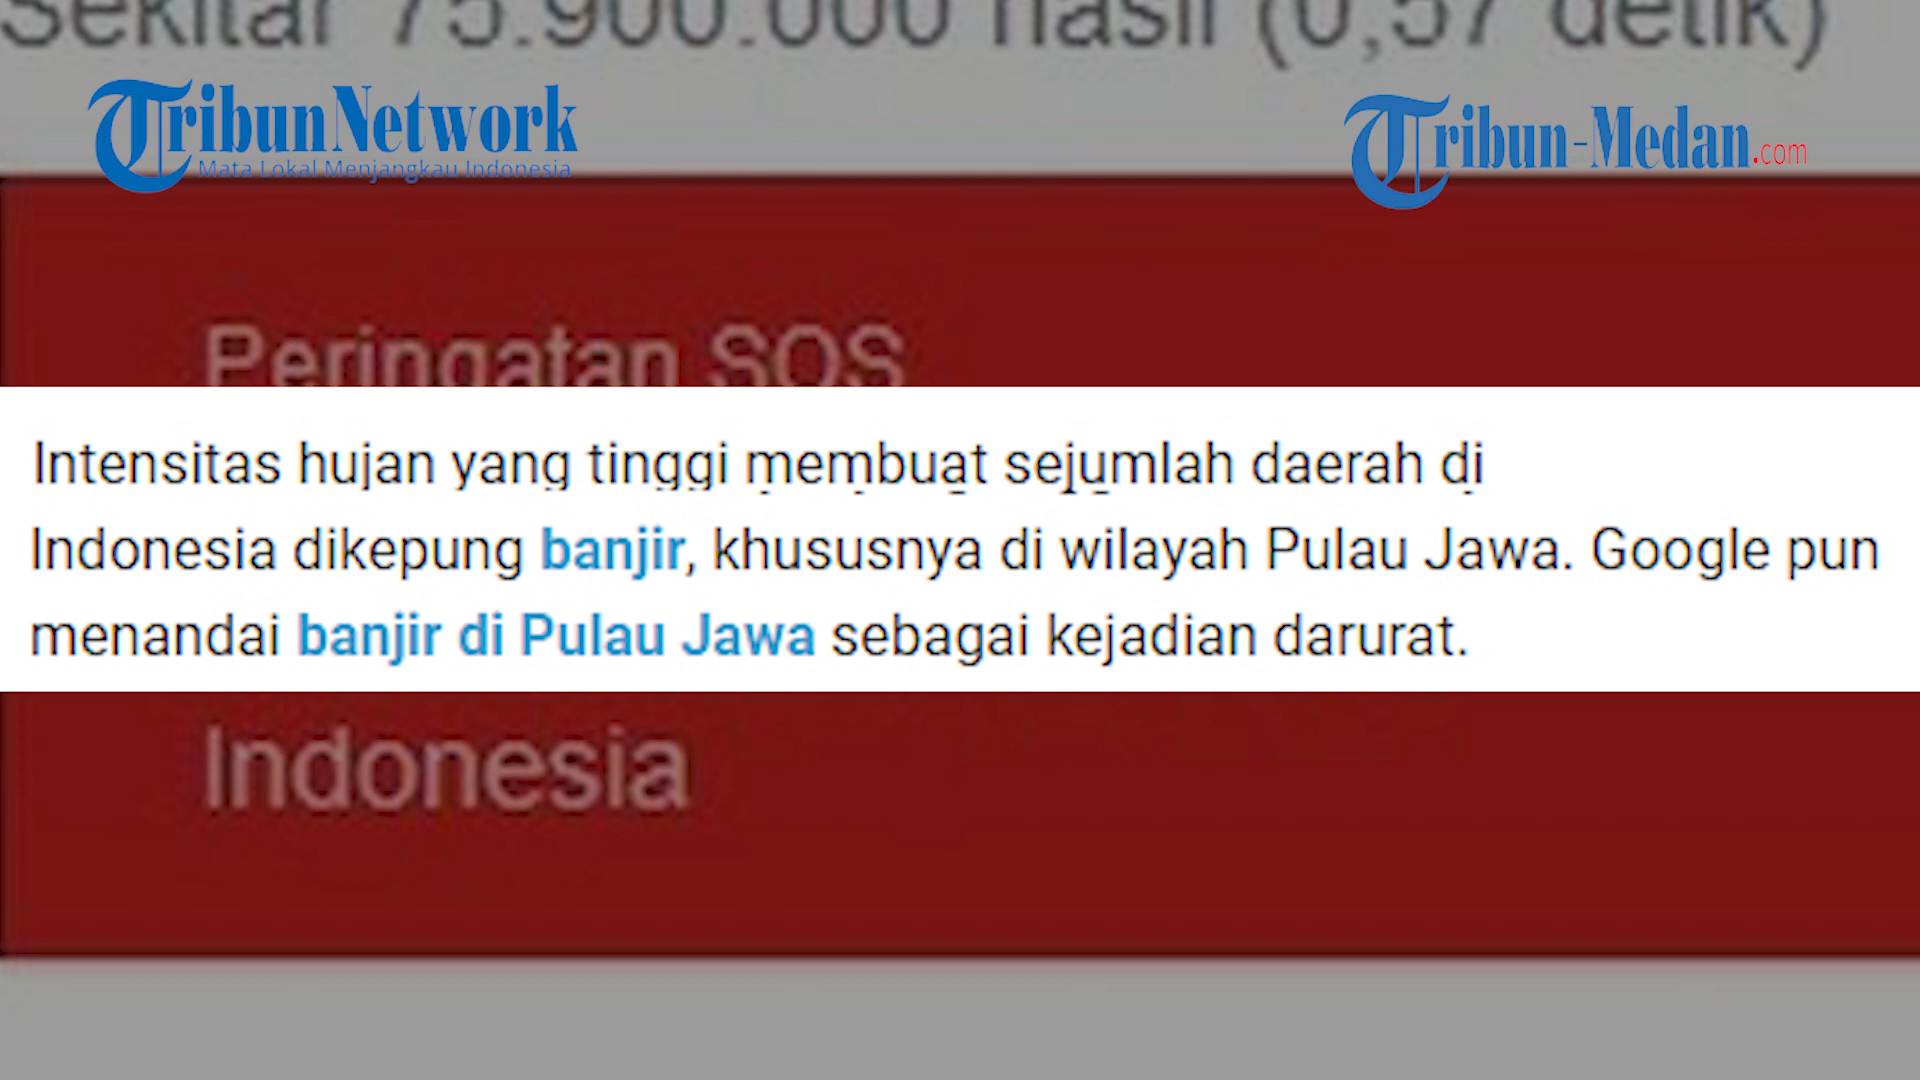 Sekitar 75.900.000 hasil (0,57 detik)
TribunNetwork
Mata Lokal Menjangkau Indonesia
Tribun-Medan.com
Peringatan SOS
Intensitas hujan yang tinggi membuat sejumlah daerah di
Indonesia dikepung banjir, khususnya di wilayah Pulau Jawa. Google pun
menandai banjir di Pulau Jawa sebagai kejadian darurat.
Indonesia